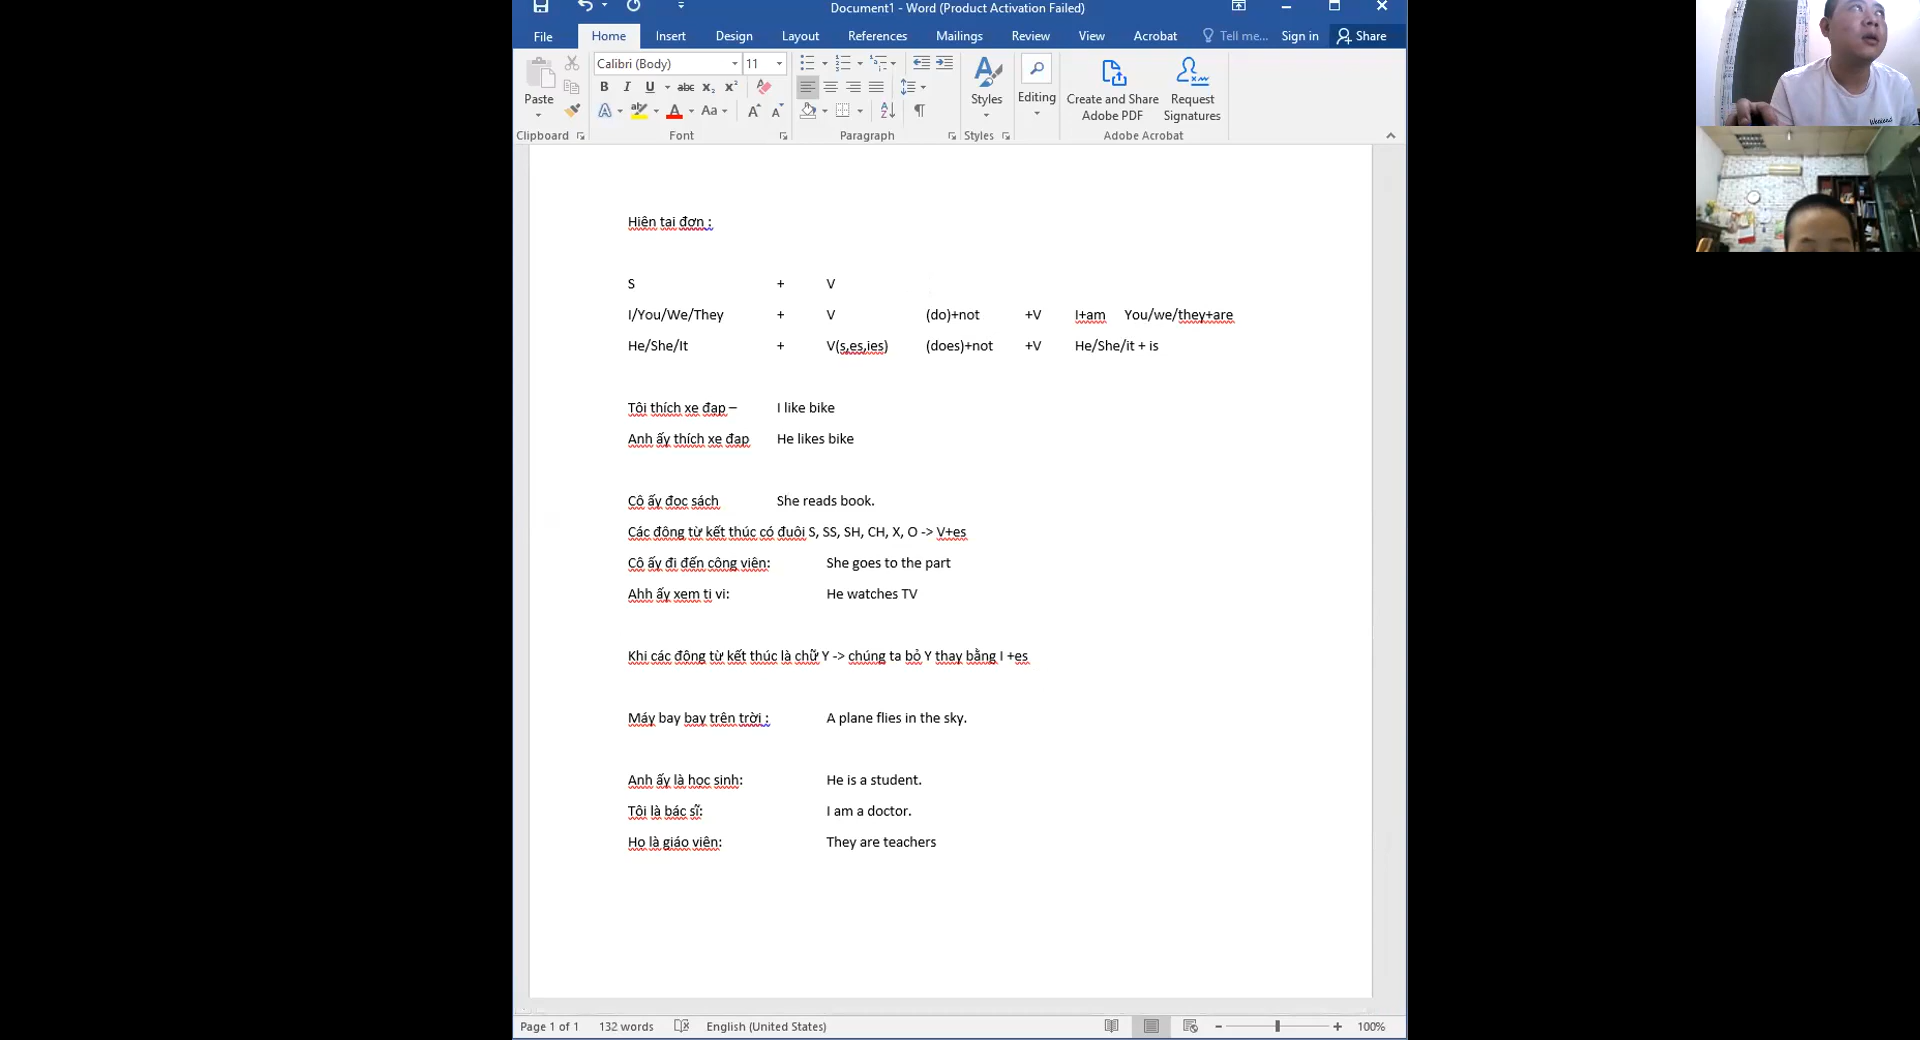 Document1 - Word (Product Activation Failed)
File Home Insert Design Layout References Mailings Review View Acrobat Tell me... Sign in Share
Calibri (Body) 11
Paste Styles Editing Create and Share Adobe PDF Request Signatures
Clipboard Font Paragraph Styles Adobe Acrobat
Hiện tại đơn :
S + V
I/You/We/They + V (do)+not +V I+am You/we/they+are
He/She/It + V(s,es,ies) (does)+not +V He/She/it + is
Tôi thích xe đạp – I like bike
Anh ấy thích xe đạp He likes bike
Cô ấy đọc sách She reads book.
Các động từ kết thúc có đuôi S, SS, SH, CH, X, O -> V+es
Cô ấy đi đến công viên: She goes to the part
Ahh ấy xem ti vi: He watches TV
Khi các động từ kết thúc là chữ Y -> chúng ta bỏ Y thay bằng I +es
Máy bay bay trên trời : A plane flies in the sky.
Anh ấy là học sinh: He is a student.
Tôi là bác sĩ: I am a doctor.
Họ là giáo viên: They are teachers
Page 1 of 1 132 words English (United States) 100%